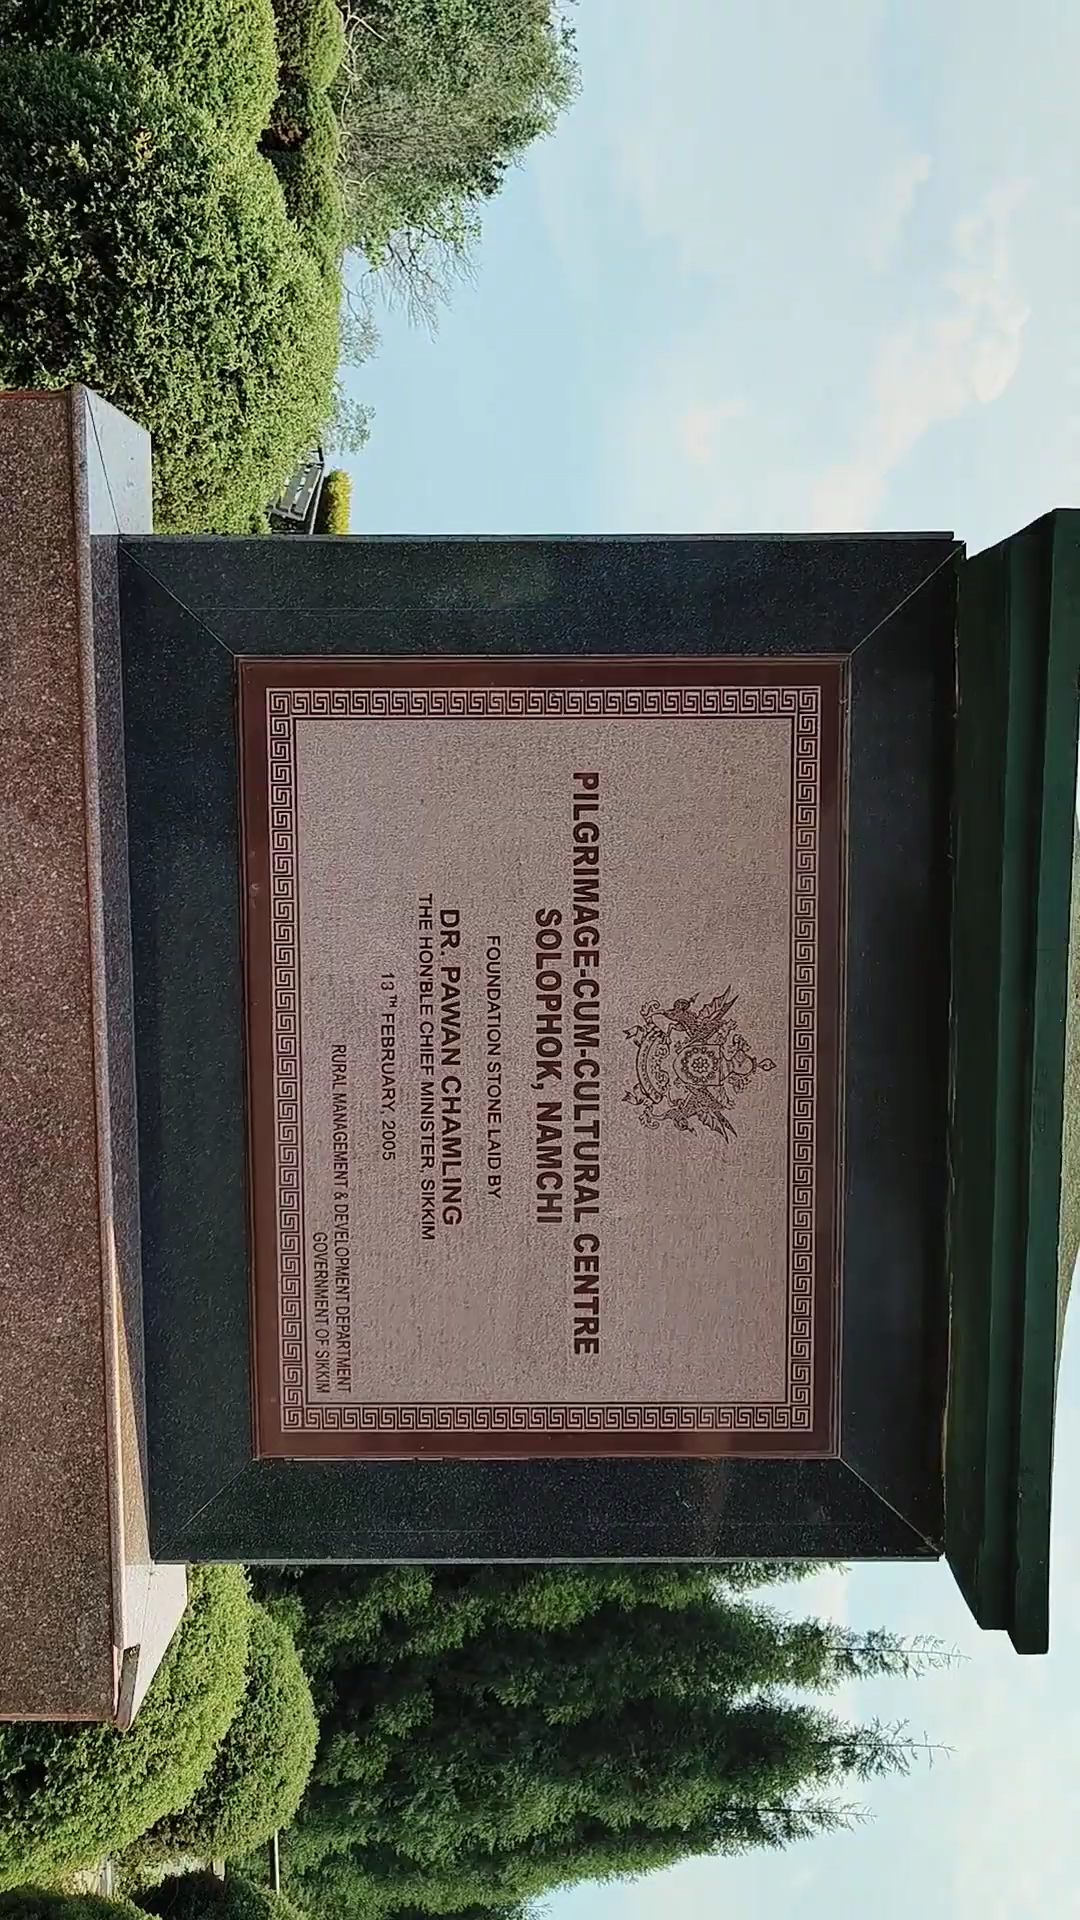 PILGRIMAGE-CUM-CULTURAL CENTRE
SOLOPHOK, NAMCHI
FOUNDATION STONE LAID BY
DR. PAWAN CHAMLING
THE HON'BLE CHIEF MINISTER, SIKKIM
13TH FEBRUARY, 2005
RURAL MANAGEMENT & DEVELOPMENT DEPARTMENT
GOVERNMENT OF SIKKIM